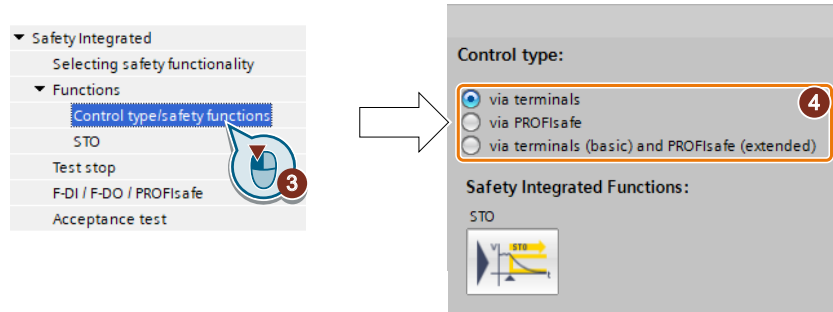 Safety Integrated
Selecting safety functionality
Functions
Control type/safety functions
STO
Test stop
F-DI / F-DO / PROFIsafe
Acceptance test
3
Control type:
via terminals
4
via PROFIsafe
via terminals (basic) and PROFIsafe (extended)
Safety Integrated Functions:
STO
V STO
t